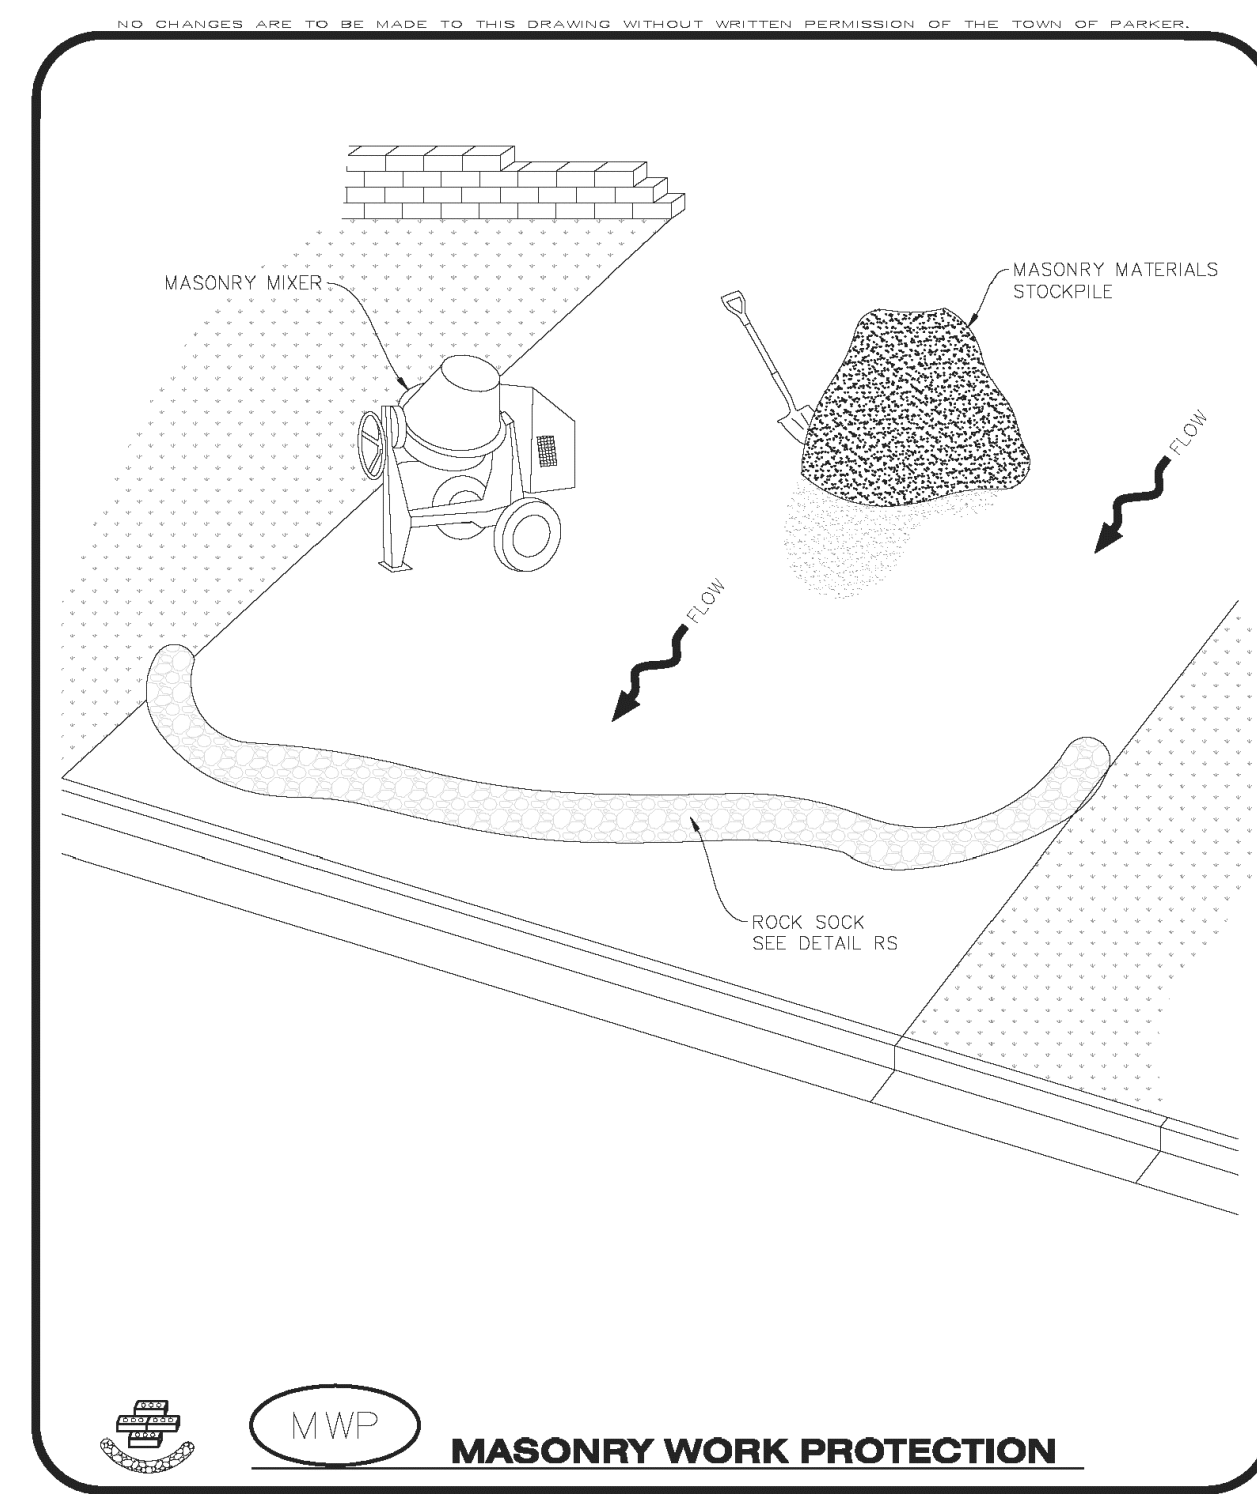 NO CHANGES ARE TO BE MADE TO THIS DRAWING WITHOUT WRITTEN PERMISSION OF THE TOWN OF PARKER.
MASONRY MIXER
MASONRY MATERIALS
STOCKPILE
FLOW
FLOW
ROCK SOCK
SEE DETAIL RS
MWP
MASONRY WORK PROTECTION